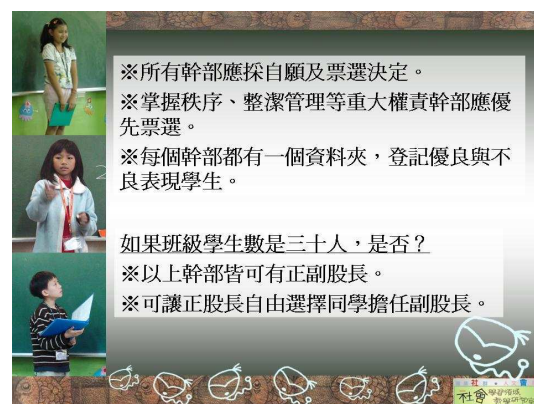 ※所有幹部應採自願及票選決定。
※掌握秩序、整潔管理等重大權責幹部應優
先票選。
※每個幹部都有一個資料夾,登記優良與不
良表現學生。
如果班級學生數是三十人,是否?
※以上幹部皆可有正副股長。
※可讓正股長自由選擇同學擔任副股長。
社會